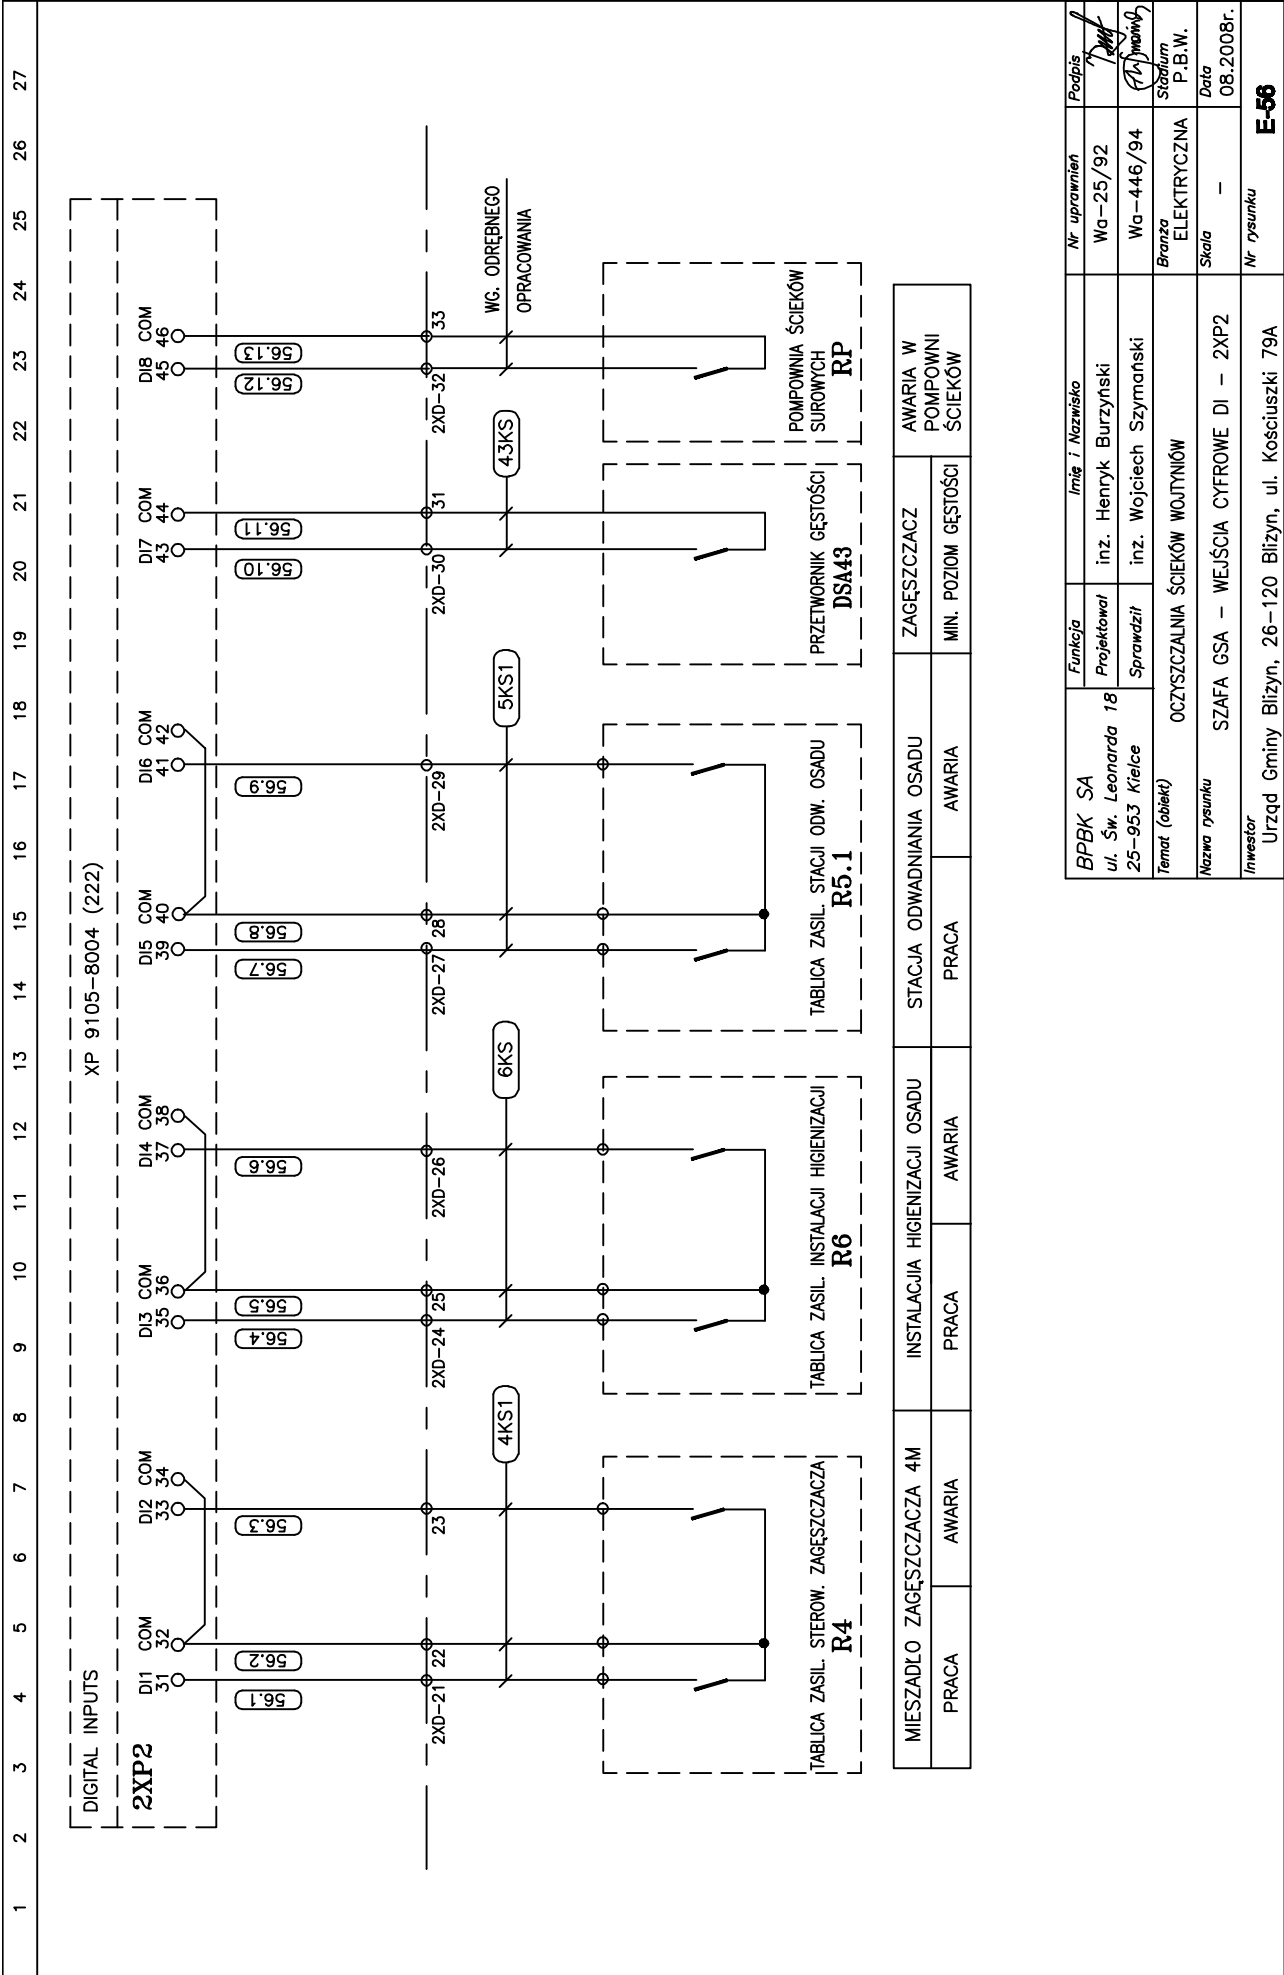 1 2 3 4 5 6 7 8 9 10 11 12 13 14 15 16 17 18 19 20 21 22 23 24 25 26 27
DIGITAL INPUTS
XP 9105-8004 (222)
2XP2
DI1 COM DI2 COM DI3 COM DI4 COM DI5 COM DI6 COM DI7 COM DI8 COM
31 32 33 34 35 36 37 38 39 40 41 42 43 44 45 46
56.1 56.2 56.3 56.4 56.5 56.6 56.7 56.8 56.9 56.10 56.11 56.12 56.13
2XD-21 22 23 2XD-24 25 2XD-26 2XD-27 28 2XD-29 2XD-30 31 2XD-32 33
4KS1 6KS 5KS1 43KS
WG. ODRĘBNEGO
OPRACOWANIA
TABLICA ZASIL. STEROW. ZAGĘSZCZACZA
R4
TABLICA ZASIL. INSTALACJI HIGIENIZACJI
R6
TABLICA ZASIL. STACJI ODW. OSADU
R5.1
PRZETWORNIK GĘSTOŚCI
DSA43
POMPOWNIA ŚCIEKÓW
SUROWYCH
RP
MIESZADŁO ZAGĘSZCZACZA 4M
PRACA AWARIA
INSTALACJIA HIGIENIZACJI OSADU
PRACA AWARIA
STACJA ODWADNIANIA OSADU
PRACA AWARIA
ZAGĘSZCZACZ
MIN. POZIOM GĘSTOŚCI
AWARIA W
POMPOWNI
ŚCIEKÓW
BPBK SA
ul. Św. Leonarda 18
25-953 Kielce
Funkcja Imię i Nazwisko Nr uprawnień Podpis
Projektował inż. Henryk Burzyński Wa-25/92
Sprawdził inż. Wojciech Szymański Wa-446/94
Temat (obiekt)
OCZYSZCZALNIA ŚCIEKÓW WOJTYNIÓW
Branża
ELEKTRYCZNA
Stadium
P.B.W.
Nazwa rysunku
SZAFA GSA - WEJŚCIA CYFROWE DI - 2XP2
Skala
-
Data
08.2008r.
Inwestor
Urząd Gminy Bliżyn, 26-120 Bliżyn, ul. Kościuszki 79A
Nr rysunku
E-56